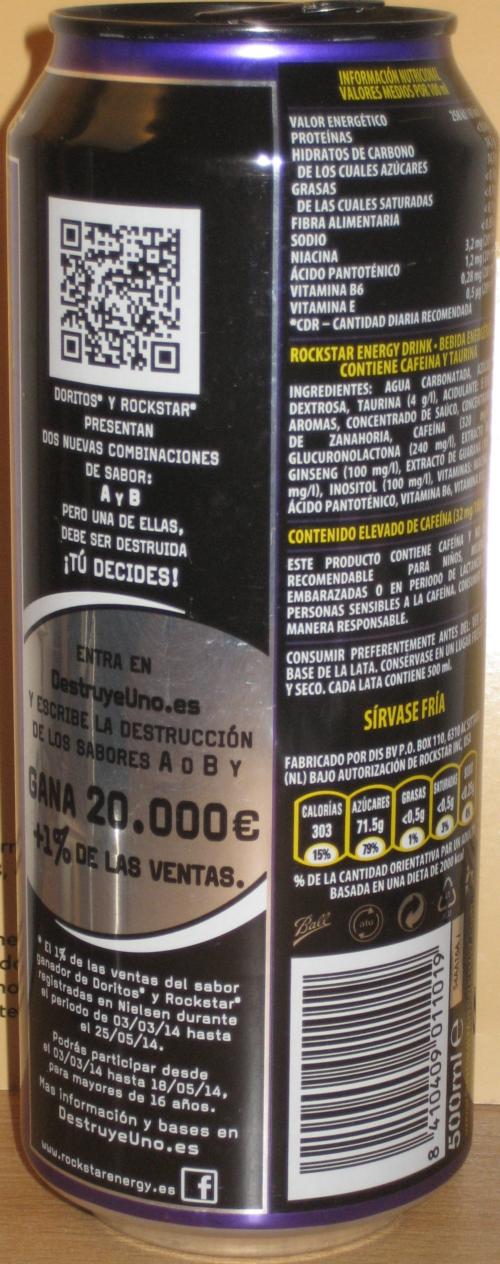 DORITOS® Y ROCKSTAR®
PRESENTAN
DOS NUEVAS COMBINACIONES
DE SABOR:
A Y B
PERO UNA DE ELLAS,
DEBE SER DESTRUIDA
¡TÚ DECIDES!
ENTRA EN
DestruyeUno.es
Y ESCRIBE LA DESTRUCCIÓN
DE LOS SABORES A O B Y
GANA 20.000€
+1% DE LAS VENTAS.
* El 1% de las ventas del sabor
ganador de Doritos® y Rockstar®
registradas en Nielsen durante
el periodo de 03/03/14 hasta
el 25/05/14.
Podrás participar desde
el 03/03/14 hasta 18/05/14,
para mayores de 16 años.
Mas información y bases en
DestruyeUno.es
www.rockstarenergy.es f
INFORMACIÓN NUTRICIONAL
VALORES MEDIOS POR 100 ml
VALOR ENERGÉTICO
PROTEÍNAS
HIDRATOS DE CARBONO
DE LOS CUALES AZÚCARES
GRASAS
DE LAS CUALES SATURADAS
FIBRA ALIMENTARIA
SODIO
NIACINA 3,2 mg
ÁCIDO PANTOTÉNICO 1,2 mg
VITAMINA B6 0,28 mg
VITAMINA E 0,5 µg
*CDR – CANTIDAD DIARIA RECOMENDADA
ROCKSTAR ENERGY DRINK • BEBIDA
CONTIENE CAFEINA Y TAURINA
INGREDIENTES: AGUA CARBONATADA,
DEXTROSA, TAURINA (4 g/l), ACIDULANTE:
AROMAS, CONCENTRADO DE SAÚCO,
DE ZANAHORIA, CAFEÍNA (320
GLUCURONOLACTONA (240 mg/l), EXTRACTO DE GUARANÁ
GINSENG (100 mg/l), EXTRACTO DE
mg/l), INOSITOL (100 mg/l), VITAMINAS:
ÁCIDO PANTOTÉNICO, VITAMINA B6, VITAMINA
CONTENIDO ELEVADO DE CAFEÍNA (32 mg
ESTE PRODUCTO CONTIENE CAFEÍNA Y
RECOMENDABLE PARA NIÑOS,
EMBARAZADAS O EN PERIODO DE
PERSONAS SENSIBLES A LA CAFEÍNA.
MANERA RESPONSABLE.
CONSUMIR PREFERENTEMENTE ANTES DEL:
BASE DE LA LATA. CONSÉRVASE EN UN LUGAR
Y SECO. CADA LATA CONTIENE 500 ml.
SÍRVASE FRÍA
FABRICADO POR DIS BV P.O. BOX 110, 6310
(NL) BAJO AUTORIZACIÓN DE ROCKSTAR INC, USA
CALORÍAS AZÚCARES GRASAS SATURADAS
303 71.5g <0,5g <0,5g
15% 79% 1% 3%
% DE LA CANTIDAD ORIENTATIVA PARA UN
BASADA EN UNA DIETA DE 2000 kcal
Ball alu
8 410409 011019
500ml e